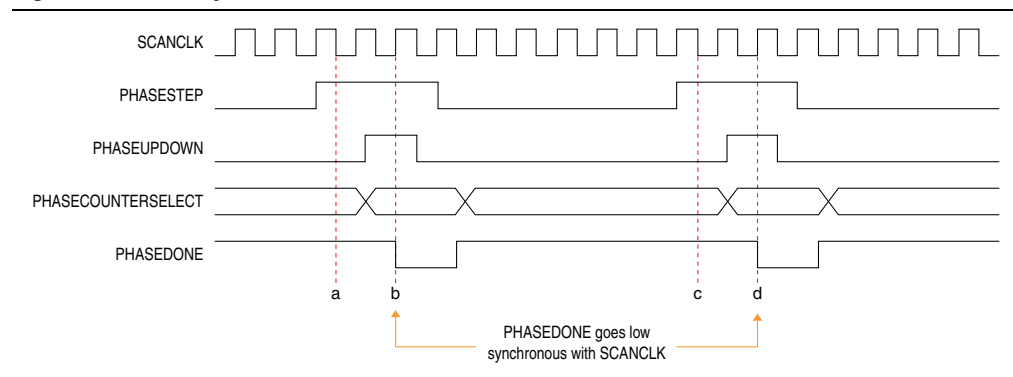 SCANCLK
PHASESTEP
PHASEUPDOWN
PHASECOUNTERSELECT
PHASEDONE
a b c d
PHASEDONE goes low
synchronous with SCANCLK